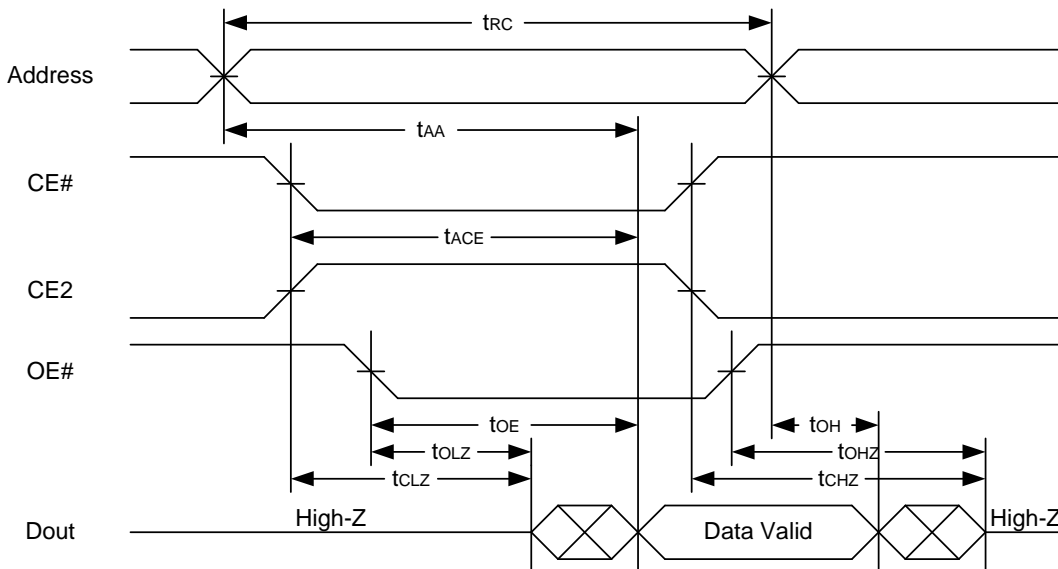 tRC
Address
tAA
CE#
tACE
CE2
OE#
tOE
tOH
tOLZ
tOHZ
tCLZ
tCHZ
High-Z
Data Valid
High-Z
Dout